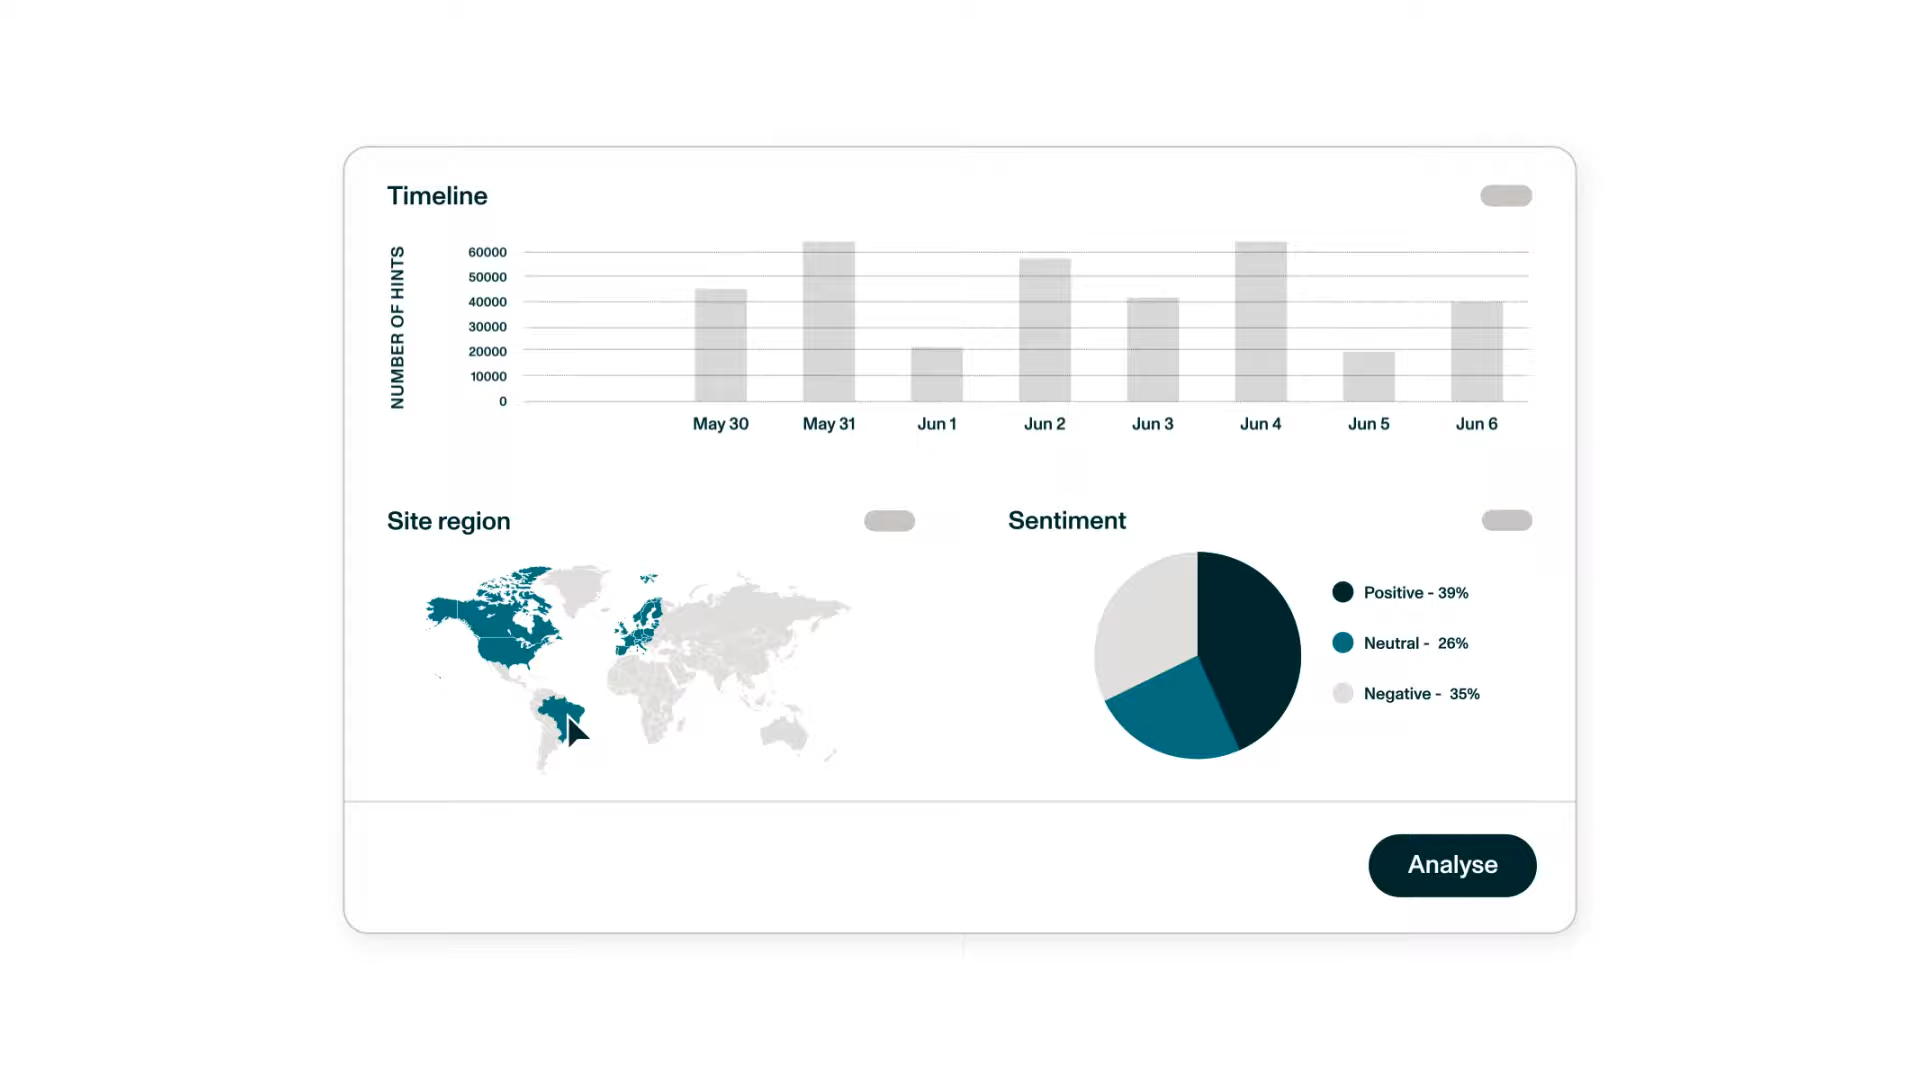 Timeline
NUMBER OF HINTS
60000
50000
40000
30000
20000
10000
0
May 30 May 31 Jun 1 Jun 2 Jun 3 Jun 4 Jun 5 Jun 6
Site region
Sentiment
Positive - 39%
Neutral - 26%
Negative - 35%
Analyse